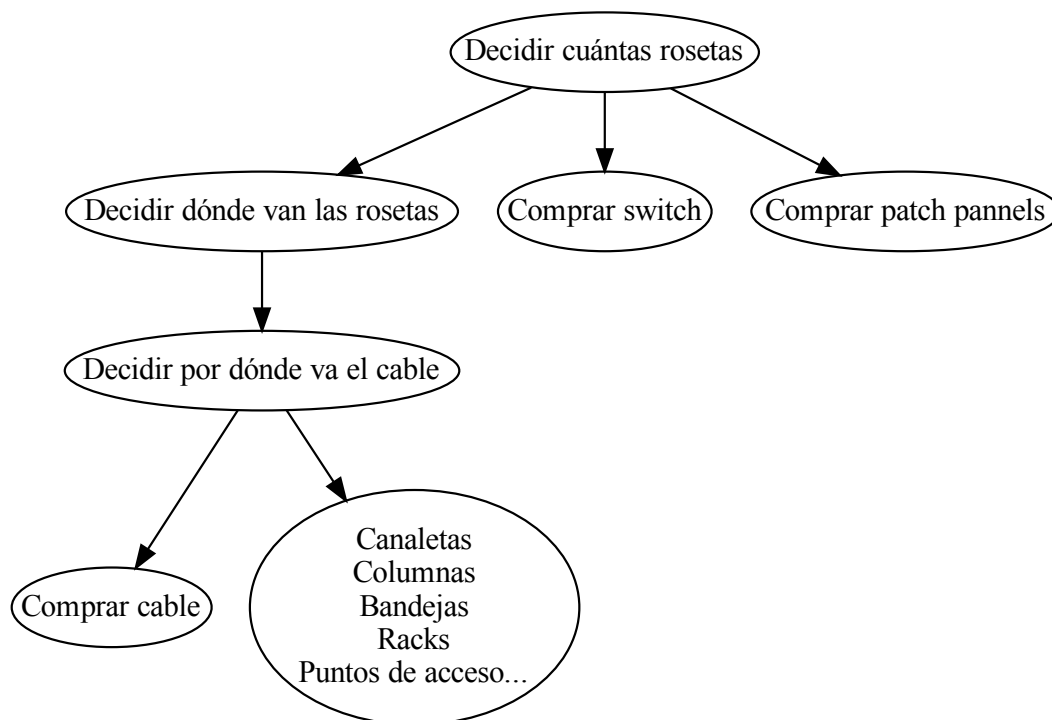 Decidir cuántas rosetas
Decidir dónde van las rosetas
Comprar switch
Comprar patch pannels
Decidir por dónde va el cable
Comprar cable
Canaletas
Columnas
Bandejas
Racks
Puntos de acceso...